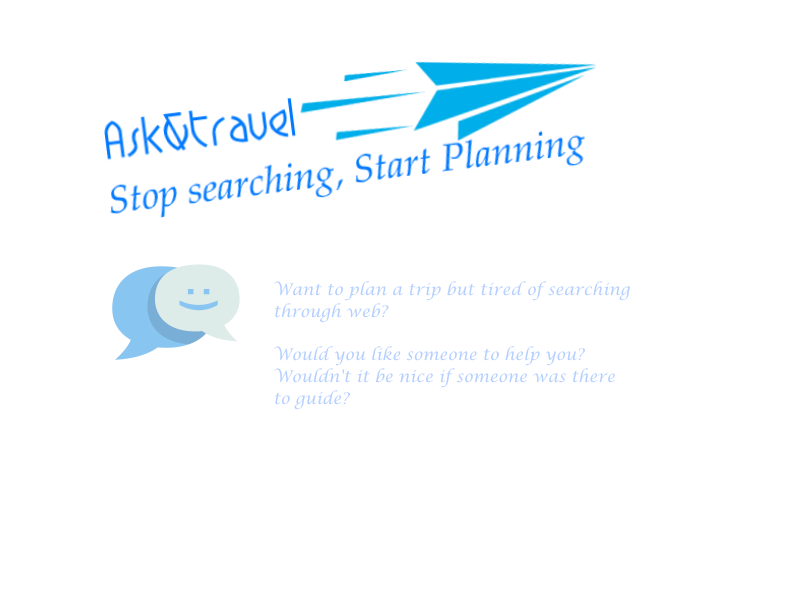 Ask&travel
Stop searching, Start Planning
Want to plan a trip but tired of searching
through web?
Would you like someone to help you?
Wouldn't it be nice if someone was there
to guide?